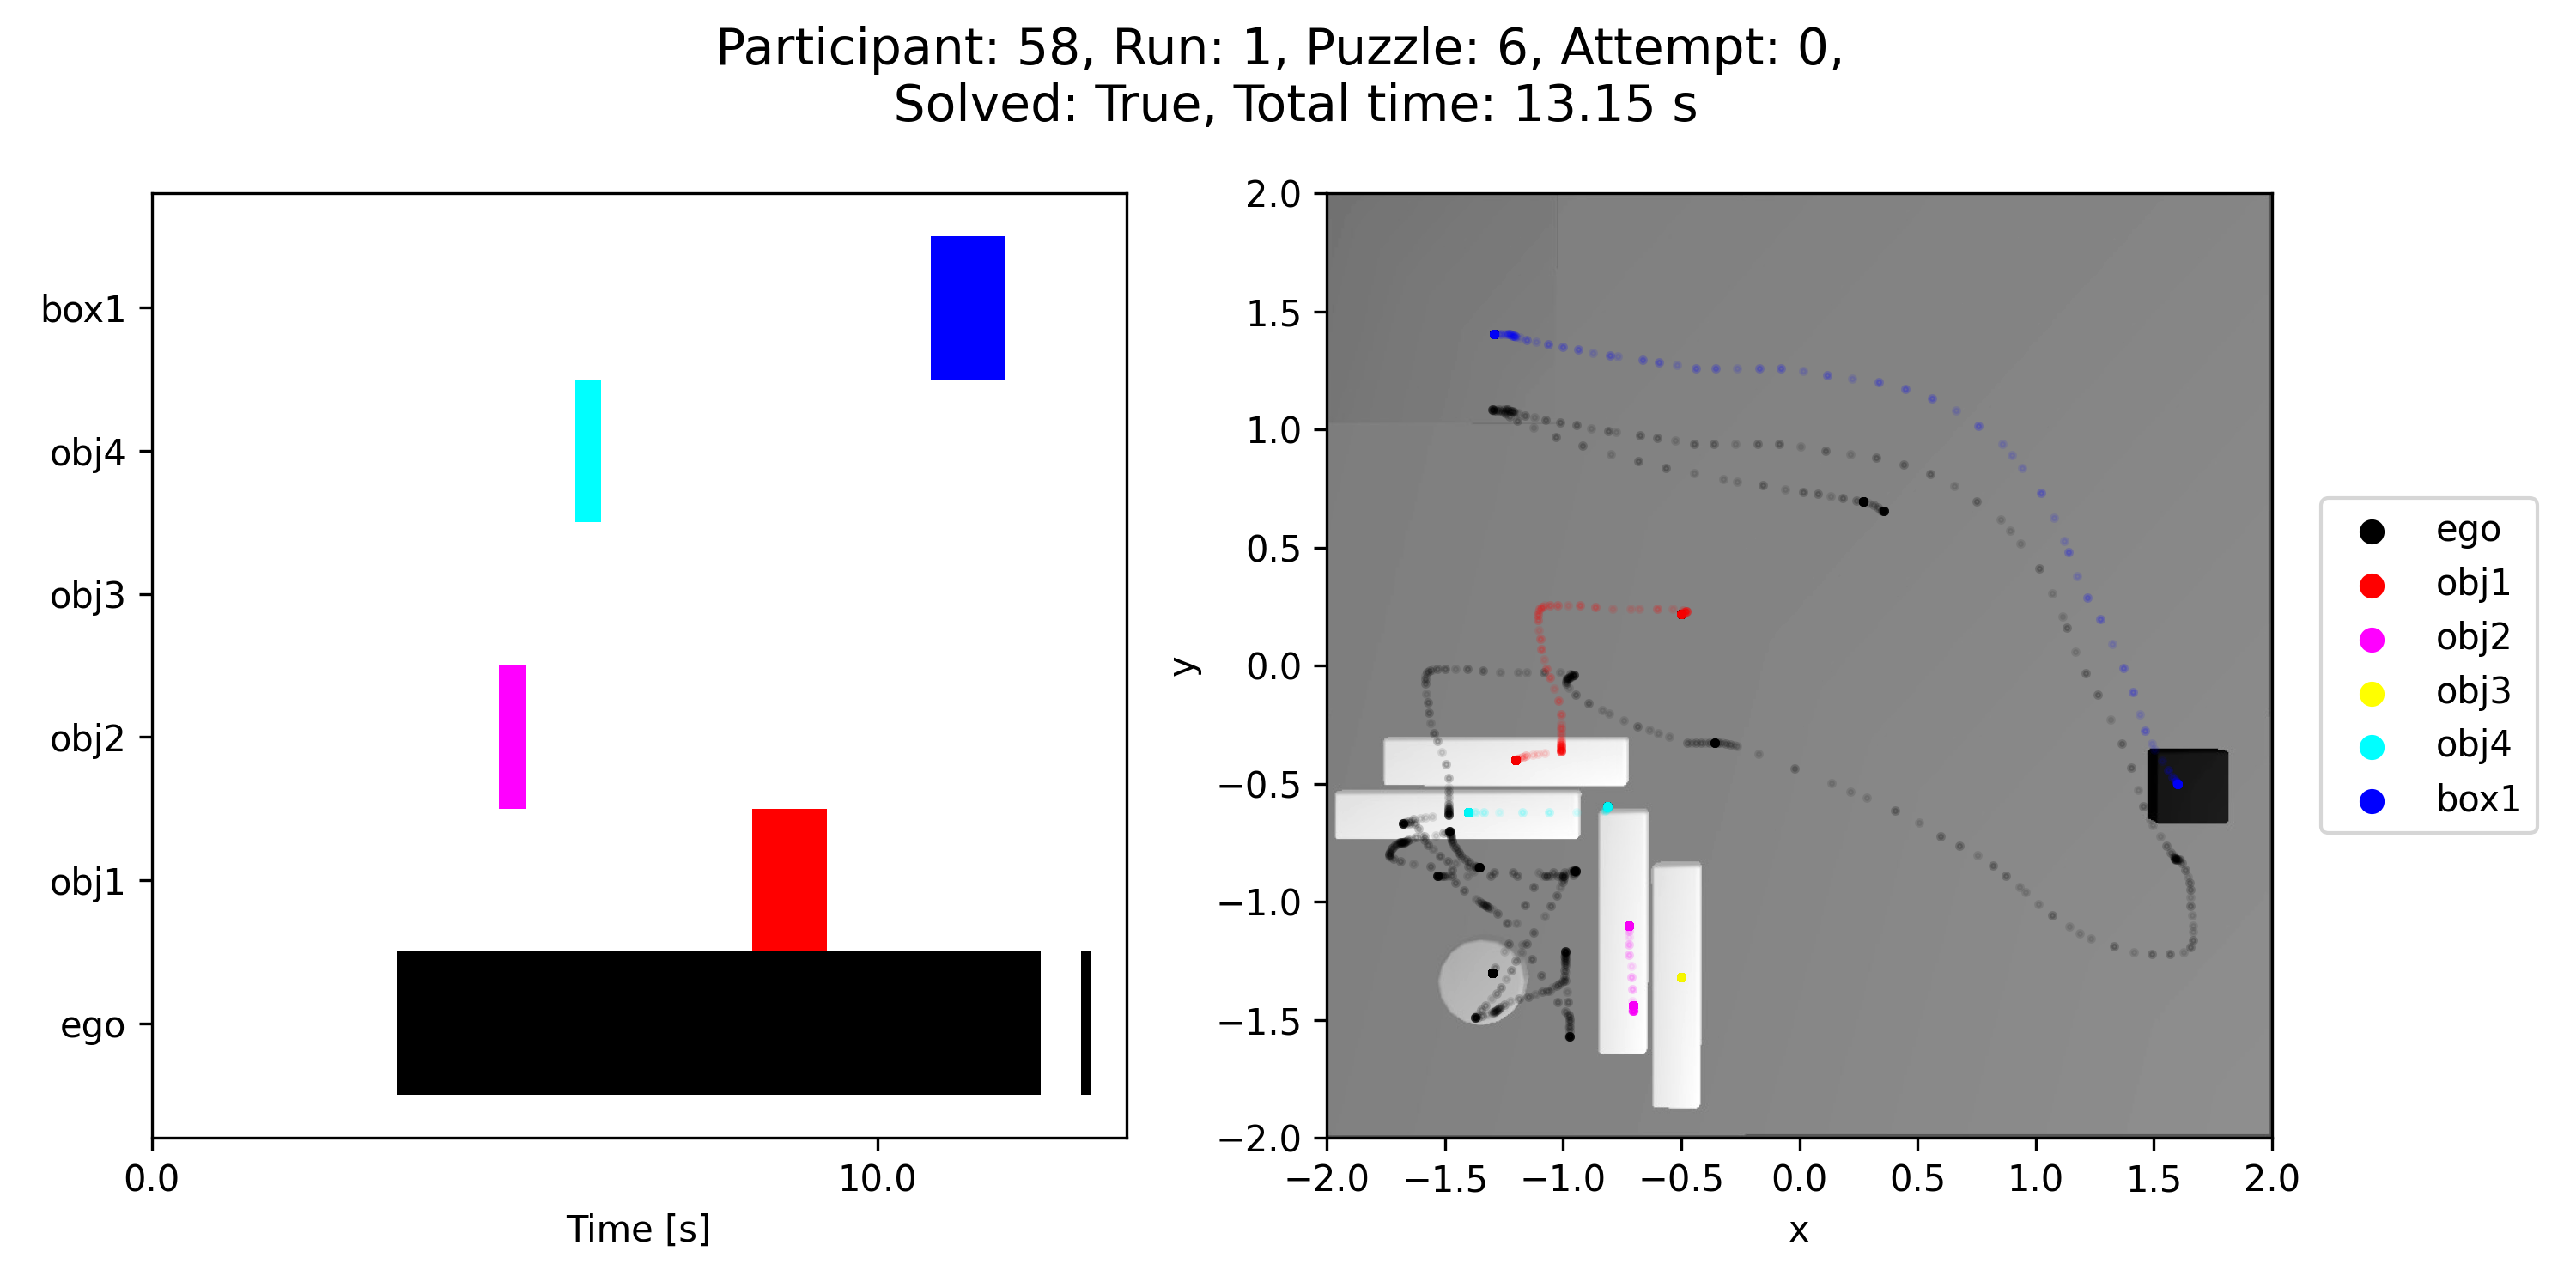 Participant: 58, Run: 1, Puzzle: 6, Attempt: 0,
Solved: True, Total time: 13.15 s
box1
obj4
obj3
obj2
obj1
ego
0.0
10.0
Time [s]
2.0
1.5
1.0
0.5
0.0
−0.5
−1.0
−1.5
−2.0
y
−2.0
−1.5
−1.0
−0.5
0.0
0.5
1.0
1.5
2.0
x
ego
obj1
obj2
obj3
obj4
box1